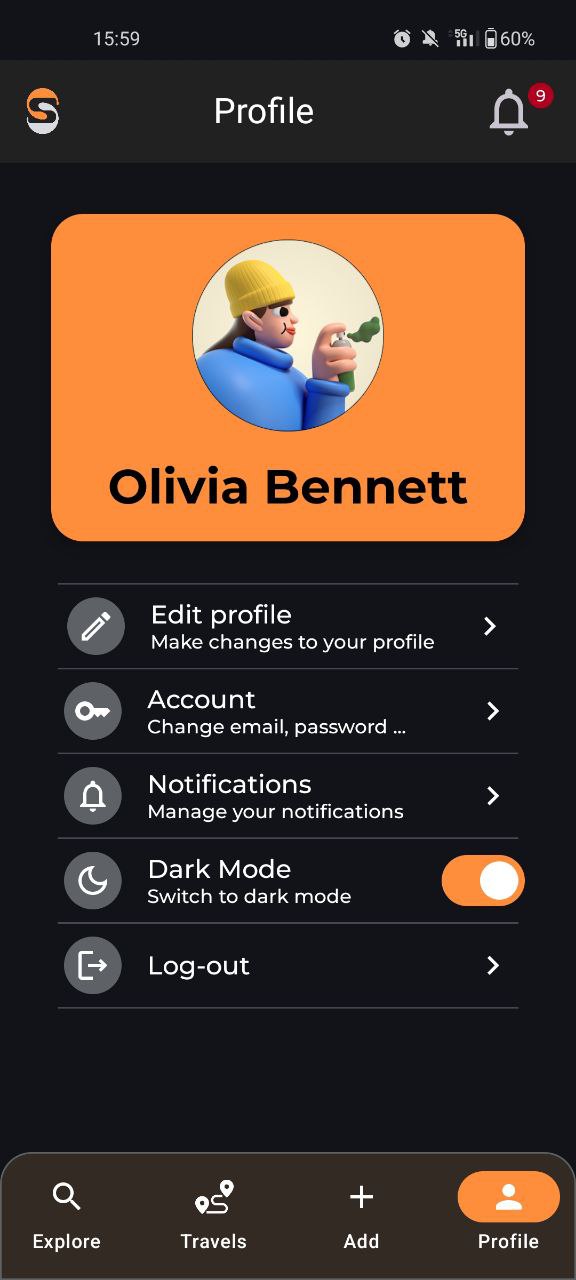 15:59
5G
60%
Profile
9
Olivia Bennett
Edit profile
Make changes to your profile
Account
Change email, password ...
Notifications
Manage your notifications
Dark Mode
Switch to dark mode
Log-out
Explore
Travels
Add
Profile